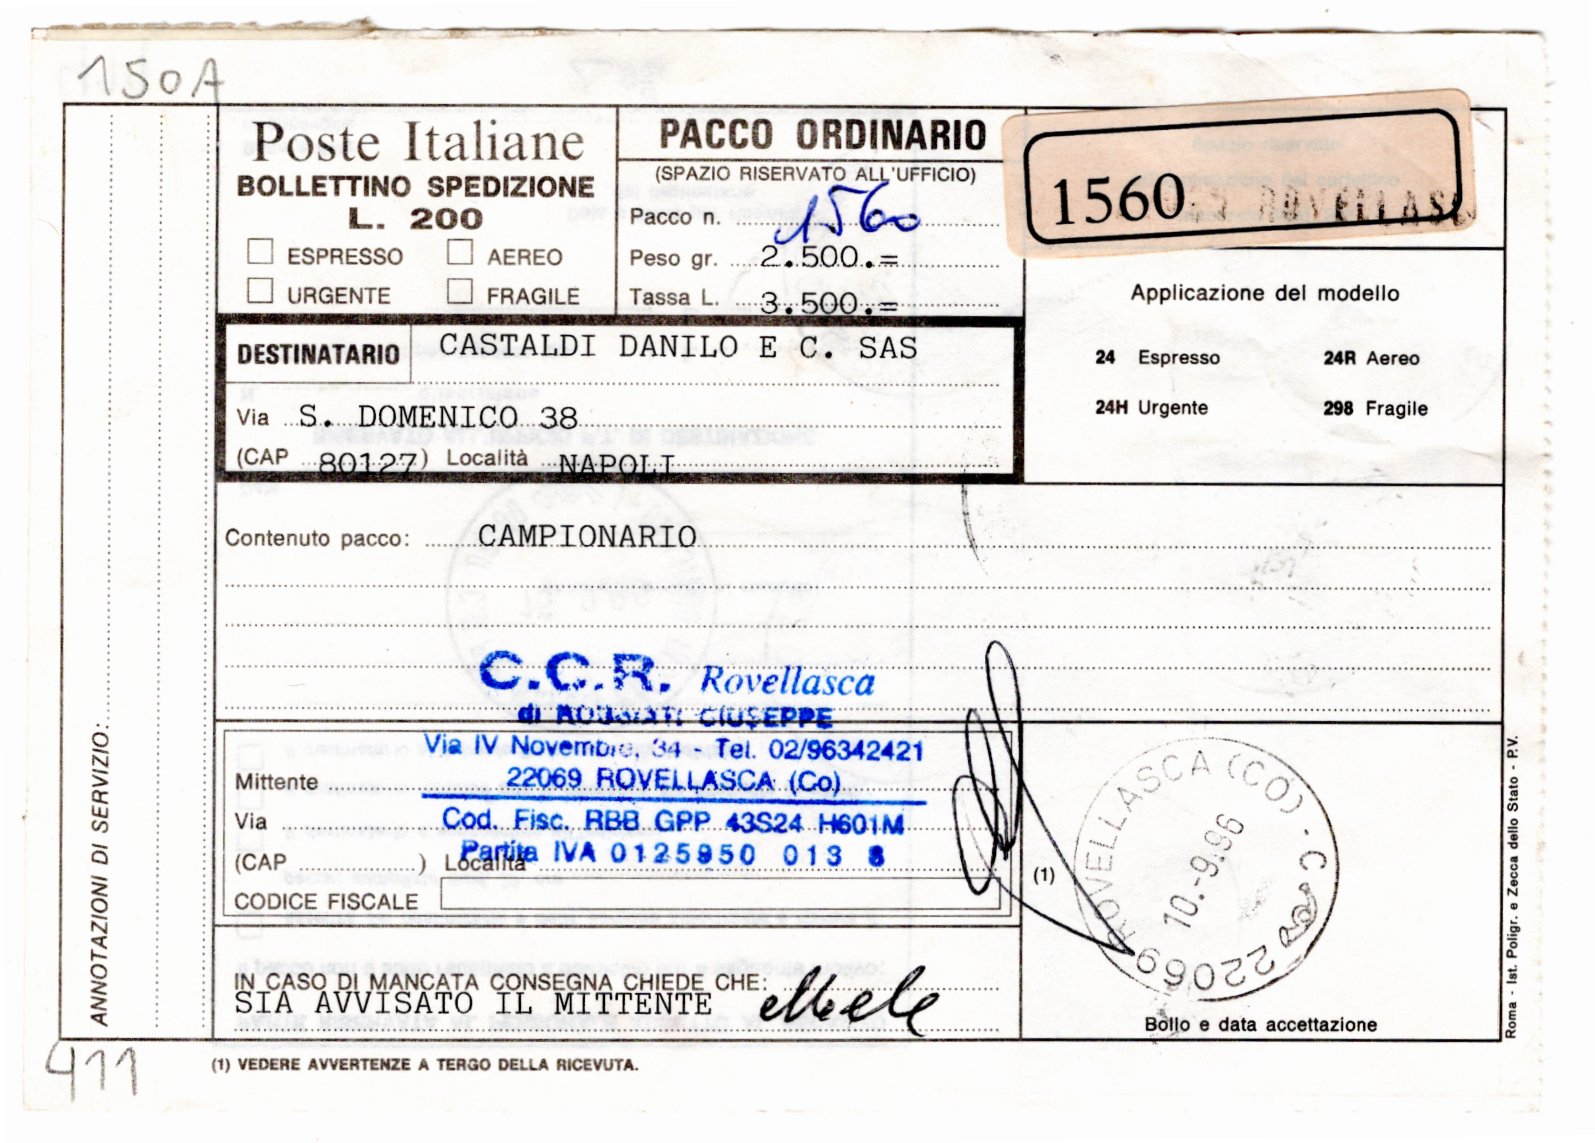 150A
Poste Italiane
BOLLETTINO SPEDIZIONE
L. 200
ESPRESSO AEREO
URGENTE FRAGILE
PACCO ORDINARIO
(SPAZIO RISERVATO ALL'UFFICIO)
Pacco n. 1560
Peso gr. 2.500.=
Tassa L. 3.500.=
1560 ROVELLASC
Applicazione del modello
24 Espresso 24R Aereo
24H Urgente 298 Fragile
DESTINATARIO CASTALDI DANILO E C. SAS
Via S. DOMENICO 38
(CAP 80127) Località NAPOLI
Contenuto pacco: CAMPIONARIO
C.C.R. Rovellasca
di GIUSEPPE
Via IV Novembre, 34 - Tel. 02/96342421
22069 ROVELLASCA (Co)
Cod. Fisc. RBB GPP 43S24 H601M
Partita IVA 0125950 013 8
Mittente
Via
(CAP ) Località
CODICE FISCALE
(1)
22069 ROVELLASCA (CO) - C
10.-9.96
Bollo e data accettazione
IN CASO DI MANCATA CONSEGNA CHIEDE CHE:
SIA AVVISATO IL MITTENTE
ANNOTAZIONI DI SERVIZIO:
Roma - Ist. Poligr. e Zecca dello Stato - P.V.
411
(1) VEDERE AVVERTENZE A TERGO DELLA RICEVUTA.